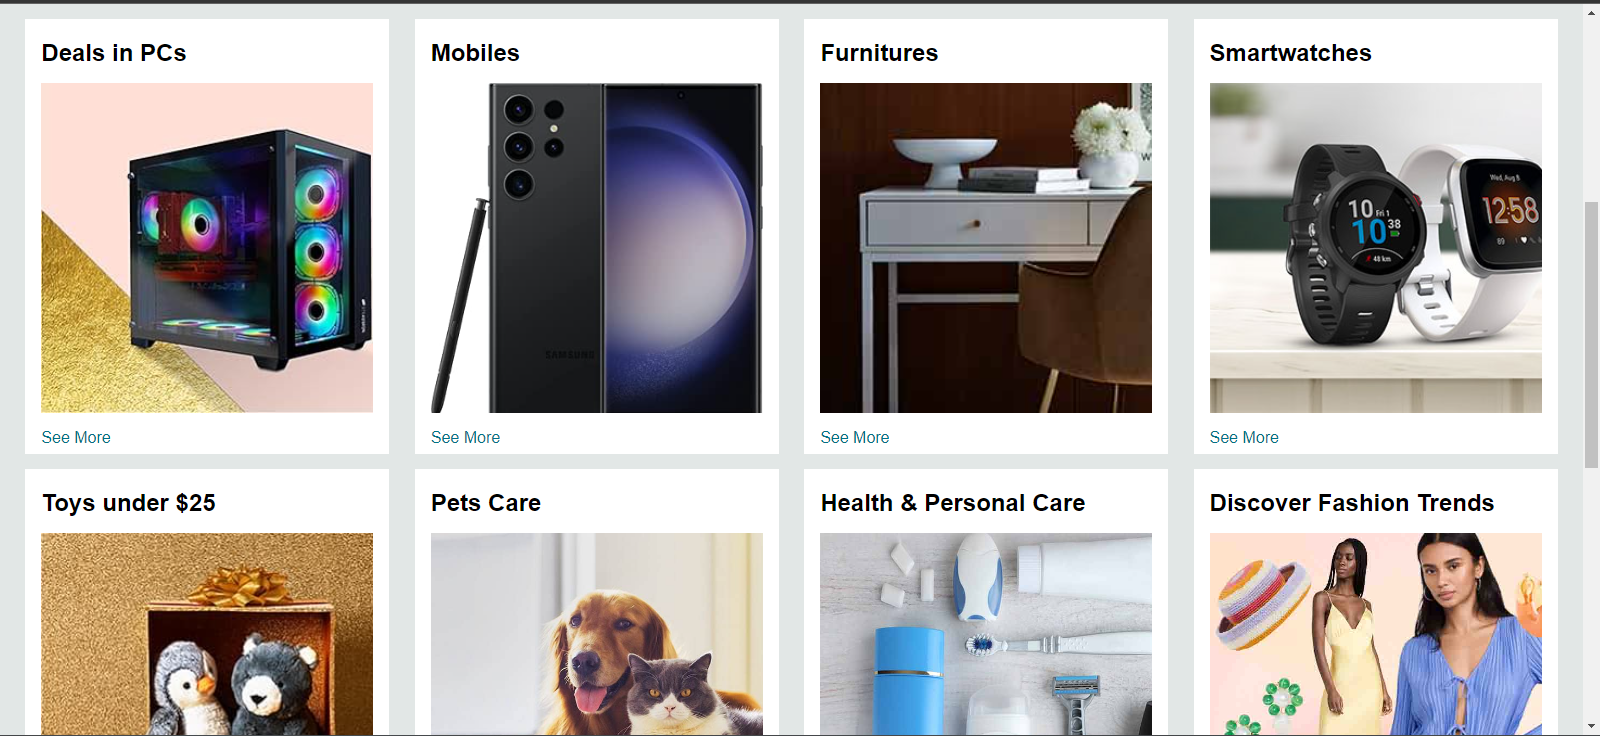 Deals in PCs
Mobiles
Furnitures
Smartwatches
SAMSUNG
10 Fri 1
10 38
48 km
Wed, Aug 8
12:58
89
See More
See More
See More
See More
Toys under $25
Pets Care
Health & Personal Care
Discover Fashion Trends